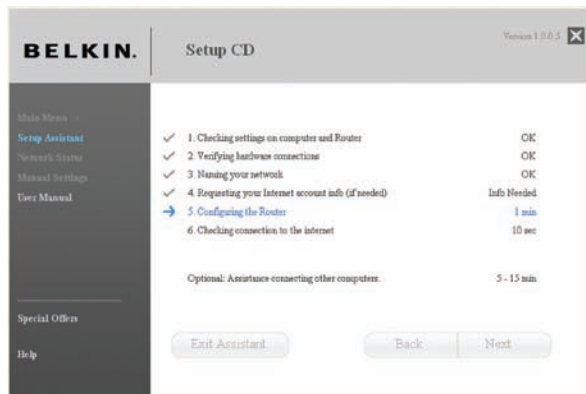 BELKIN.
Setup CD
Version 1.0.0.5
Main Menu >
Setup Assistant
Network Status
Manual Settings
User Manual
Special Offers
Help
1. Checking settings on computer and Router OK
2. Verifying hardware connections OK
3. Naming your network OK
4. Requesting your Internet account info (if needed) Info Needed
5. Configuring the Router 1 min
6. Checking connection to the internet 10 sec
Optional: Assistance connecting other computers. 5 - 15 min
Exit Assistant
Back
Next